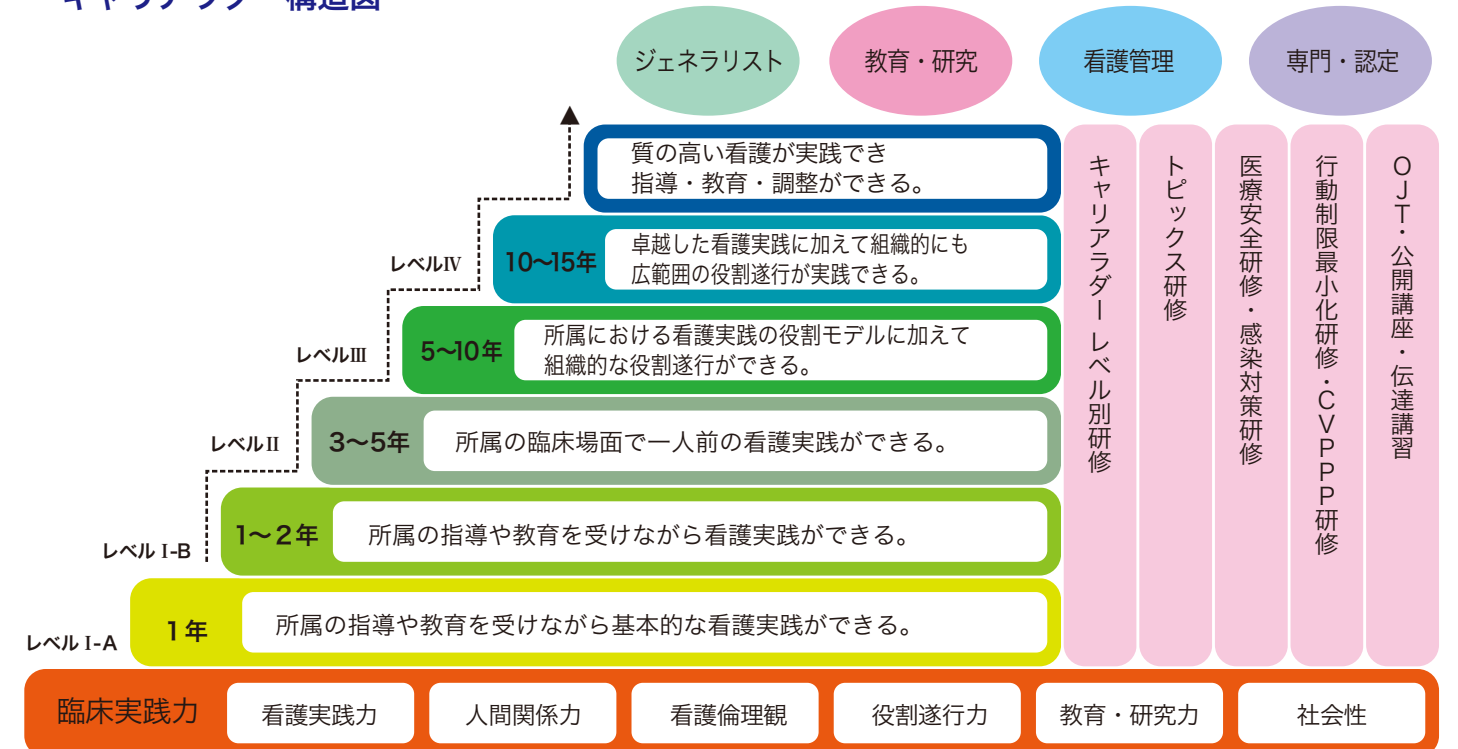 キャリアラダー構造図
ジェネラリスト
教育・研究
看護管理
専門・認定
質の高い看護が実践でき
指導・教育・調整ができる。
レベルⅣ
10〜15年
卓越した看護実践に加えて組織的にも
広範囲の役割遂行が実践できる。
レベルⅢ
5〜10年
所属における看護実践の役割モデルに加えて
組織的な役割遂行ができる。
レベルⅡ
3〜5年
所属の臨床場面で一人前の看護実践ができる。
レベル Ⅰ-B
1〜2年
所属の指導や教育を受けながら看護実践ができる。
レベル Ⅰ-A
1年
所属の指導や教育を受けながら基本的な看護実践ができる。
キャリアラダー レベル別研修
トピックス研修
医療安全研修・感染対策研修
行動制限最小化研修・CVPPP研修
OJT・公開講座・伝達講習
臨床実践力
看護実践力
人間関係力
看護倫理観
役割遂行力
教育・研究力
社会性